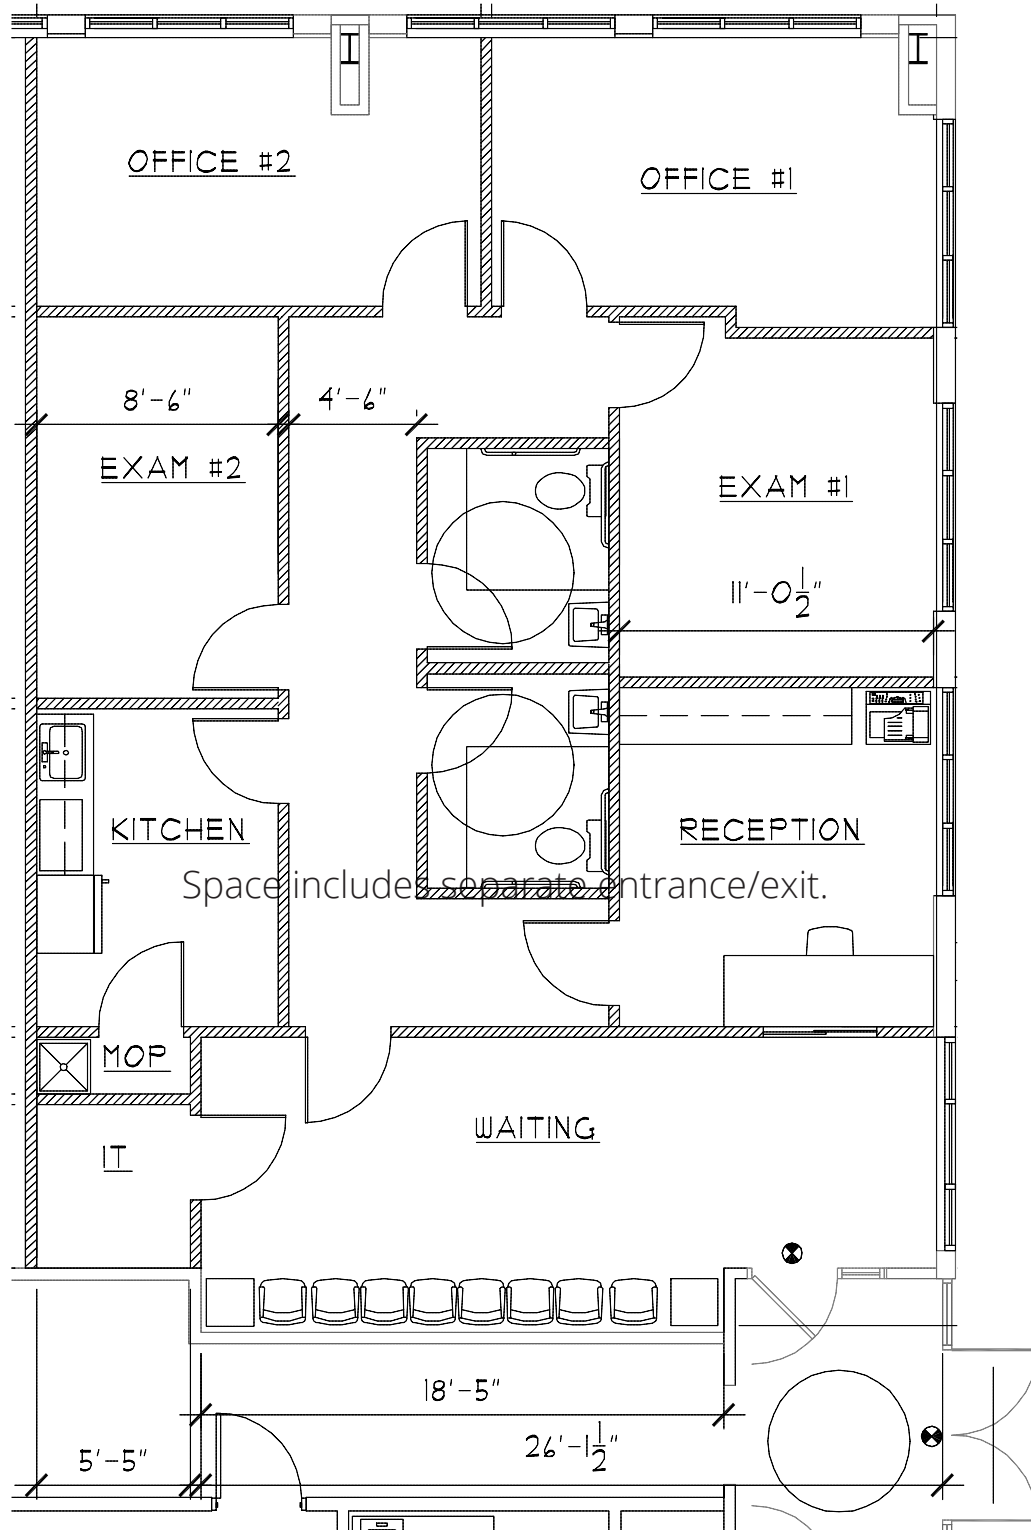 OFFICE #2
OFFICE #1
8'-6"
4'-6"
EXAM #2
EXAM #1
11'-0 1/2"
KITCHEN
RECEPTION
Space includes separate entrance/exit.
MOP
WAITING
IT
18'-5"
26'-1 1/2"
5'-5"